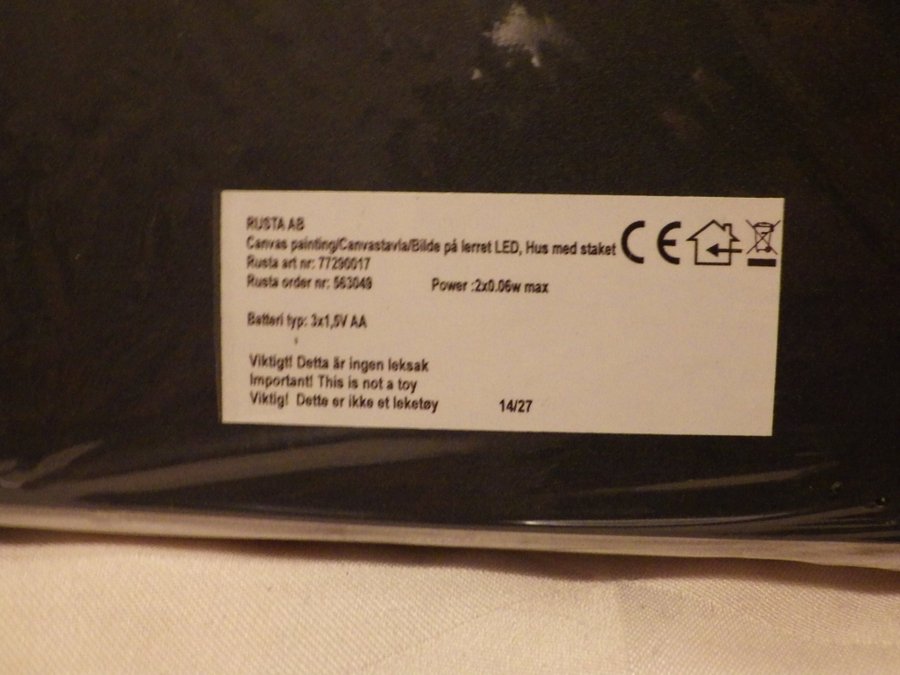 RUSTA AB
Canvas painting/Canvastavla/Bilde på lerret LED, Hus med staket CE
Rusta art nr: 77290017
Rusta order nr: 563049 Power :2x0.06w max
Batteri typ: 3x1,5V AA
Viktigt! Detta är ingen leksak
Important! This is not a toy
Viktig! Dette er ikke et leketøy 14/27